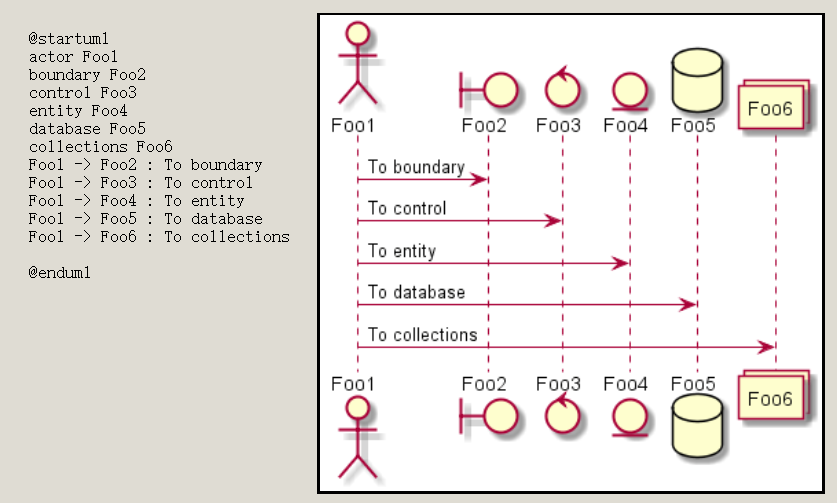 @startuml
actor Foo1
boundary Foo2
control Foo3
entity Foo4
database Foo5
collections Foo6
Foo1 -> Foo2 : To boundary
Foo1 -> Foo3 : To control
Foo1 -> Foo4 : To entity
Foo1 -> Foo5 : To database
Foo1 -> Foo6 : To collections
@enduml
Foo1 Foo2 Foo3 Foo4 Foo5 Foo6
To boundary
To control
To entity
To database
To collections
Foo1 Foo2 Foo3 Foo4 Foo5 Foo6